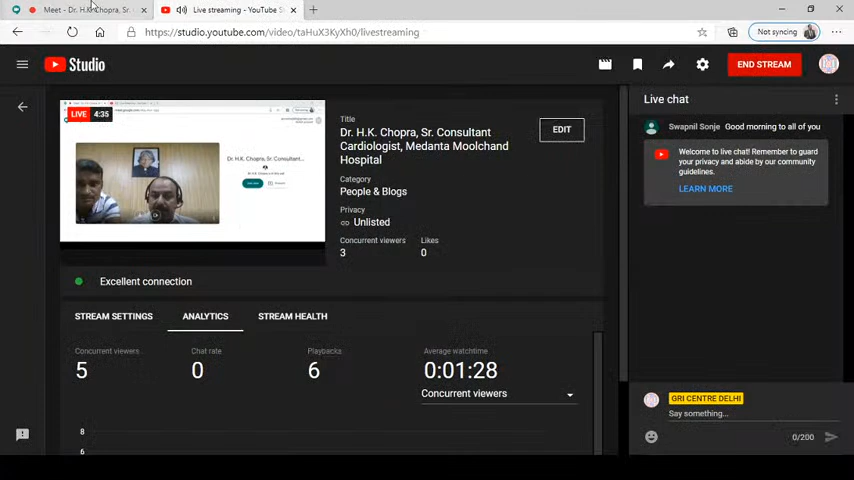 Meet - Dr. H.K. Chopra, Sr.
Live streaming - YouTube S
https://studio.youtube.com/video/taHuX3KyXh0/livestreaming
Not syncing
Studio
END STREAM
LIVE 4:35
Dr. H.K. Chopra, Sr. Consultant...
Title
Dr. H.K. Chopra, Sr. Consultant
Cardiologist, Medanta Moolchand
Hospital
EDIT
Category
People & Blogs
Privacy
Unlisted
Concurrent viewers
3
Likes
0
Excellent connection
STREAM SETTINGS
ANALYTICS
STREAM HEALTH
Concurrent viewers
5
Chat rate
0
Playbacks
6
Average watchtime
0:01:28
Concurrent viewers
8
6
Live chat
Swapnil Sonje Good morning to all of you
Welcome to live chat! Remember to guard
your privacy and abide by our community
guidelines.
LEARN MORE
GRI CENTRE DELHI
Say something...
0/200